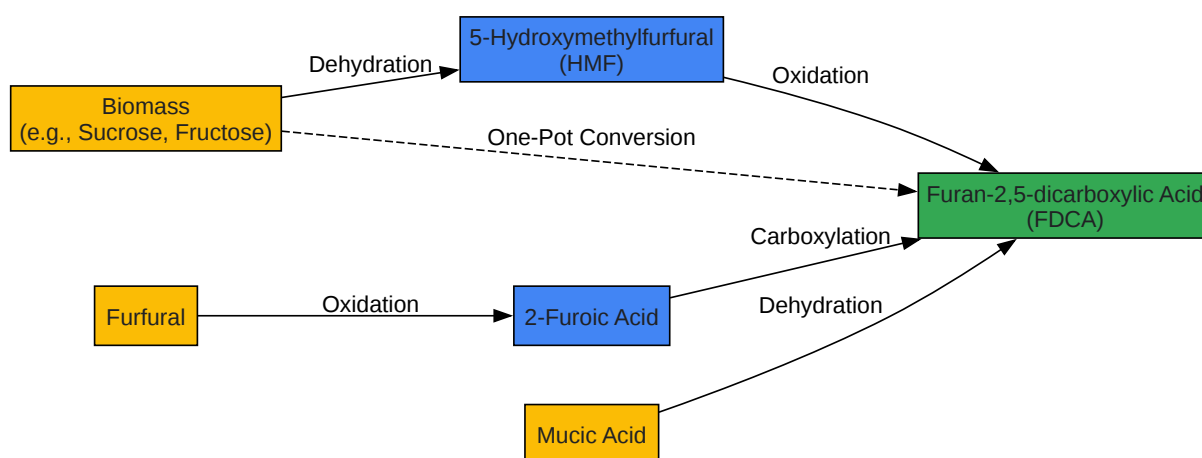 5-Hydroxymethylfurfural
(HMF)
Dehydration
Oxidation
Biomass
(e.g., Sucrose, Fructose)
One-Pot Conversion
Furan-2,5-dicarboxylic Acid
(FDCA)
Carboxylation
Furfural
Oxidation
2-Furoic Acid
Dehydration
Mucic Acid